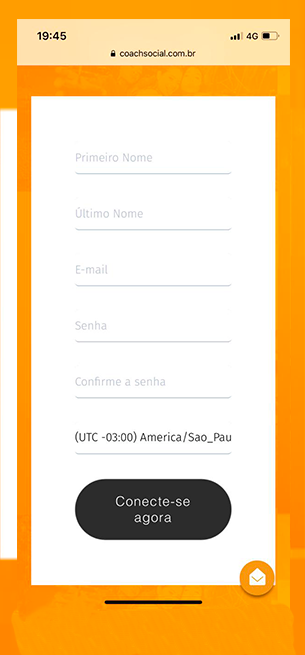 19:45
4G
coachsocial.com.br
Primeiro Nome
Último Nome
E-mail
Senha
Confirme a senha
(UTC -03:00) America/Sao_Pau
Conecte-se
agora